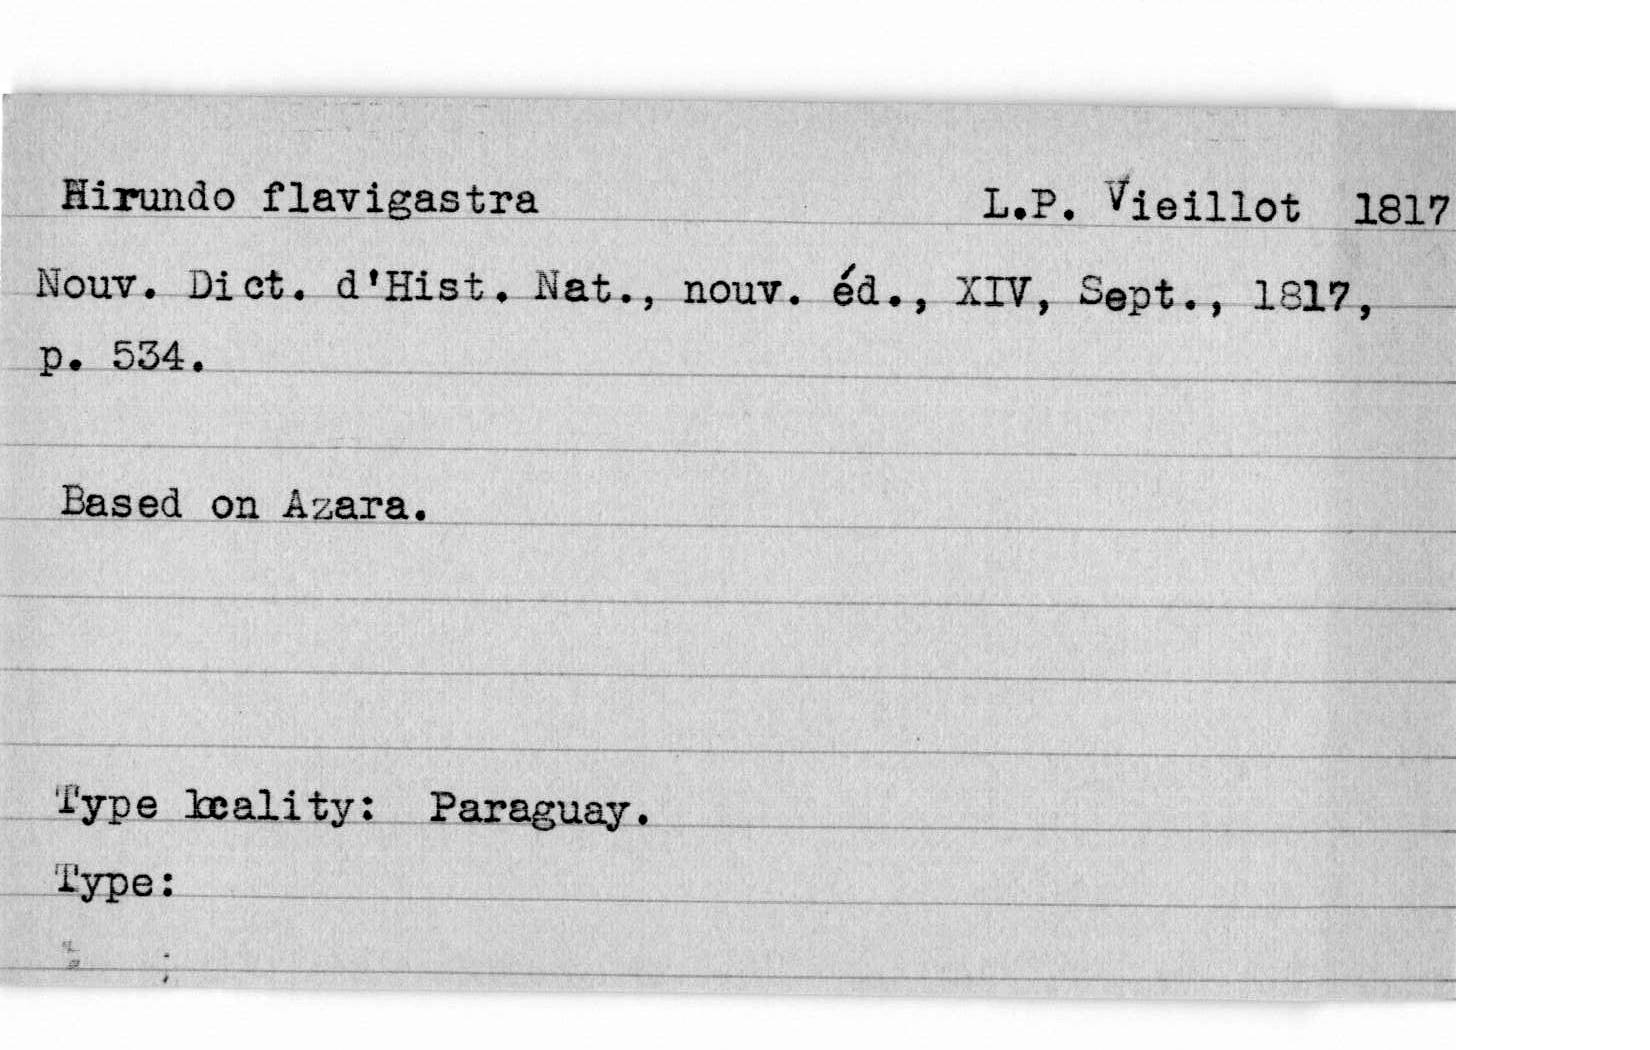 Hirundo flavigastra L.P. Vieillot 1817
Nouv. Dict. d'Hist. Nat., nouv. éd., XIV, Sept., 1817,
p. 534.
Based on Azara.
Type locality: Paraguay.
Type: